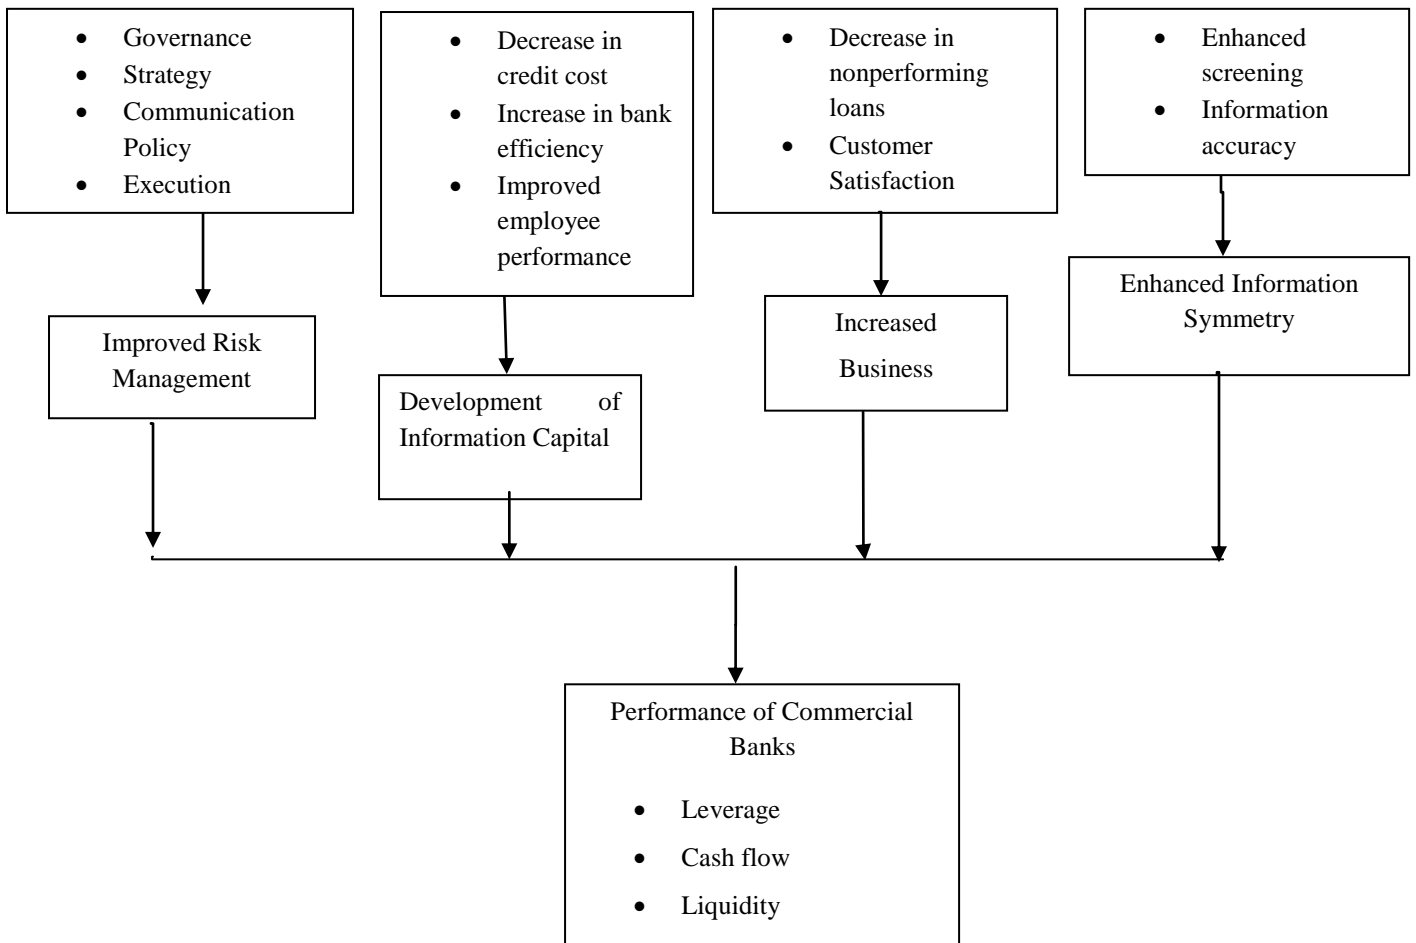 • Governance
• Strategy
• Communication
Policy
• Execution
• Decrease in
credit cost
• Increase in bank
efficiency
• Improved
employee
performance
• Decrease in
nonperforming
loans
• Customer
Satisfaction
• Enhanced
screening
• Information
accuracy
Improved Risk
Management
Development of
Information Capital
Increased
Business
Enhanced Information
Symmetry
Performance of Commercial
Banks
• Leverage
• Cash flow
• Liquidity